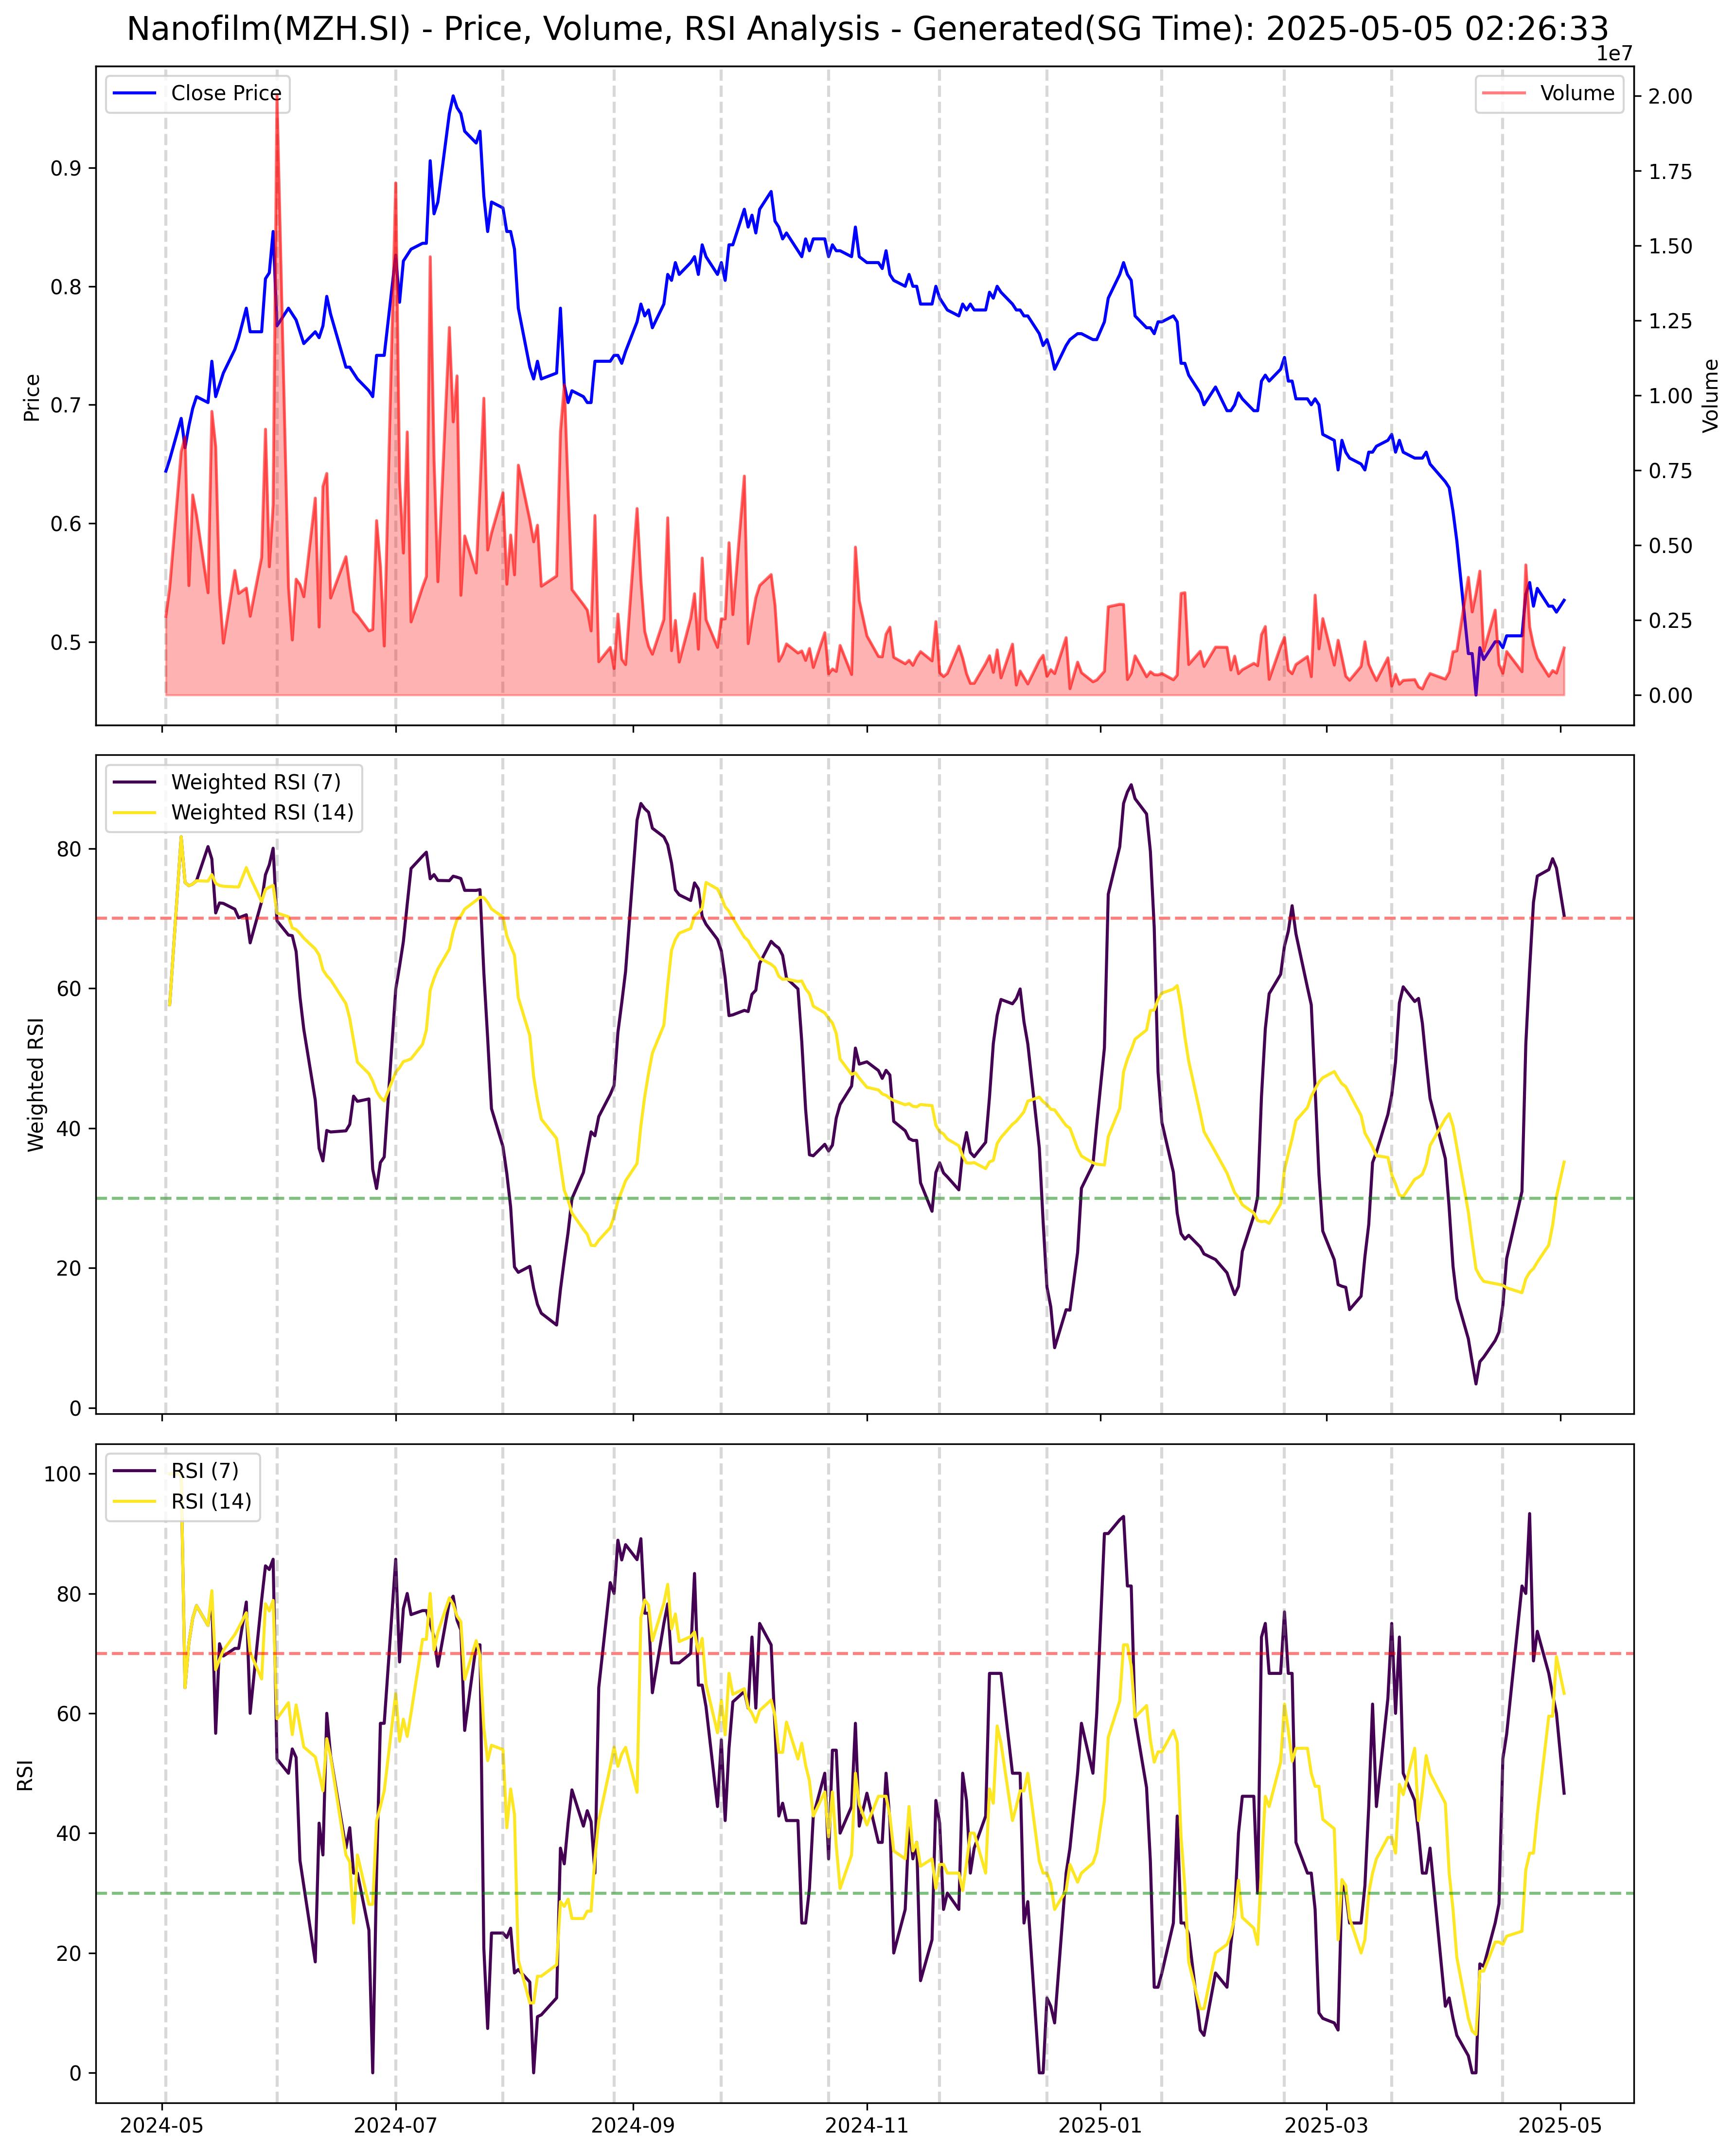 Nanofilm(MZH.SI) - Price, Volume, RSI Analysis - Generated(SG Time): 2025-05-05 02:26:33
1e7
Close Price
Volume
0.9
0.8
0.7
0.6
0.5
Price
2.00
1.75
1.50
1.25
1.00
0.75
0.50
0.25
0.00
Volume
Weighted RSI (7)
Weighted RSI (14)
80
60
40
20
0
Weighted RSI
RSI (7)
RSI (14)
100
80
60
40
20
0
RSI
2024-05
2024-07
2024-09
2024-11
2025-01
2025-03
2025-05